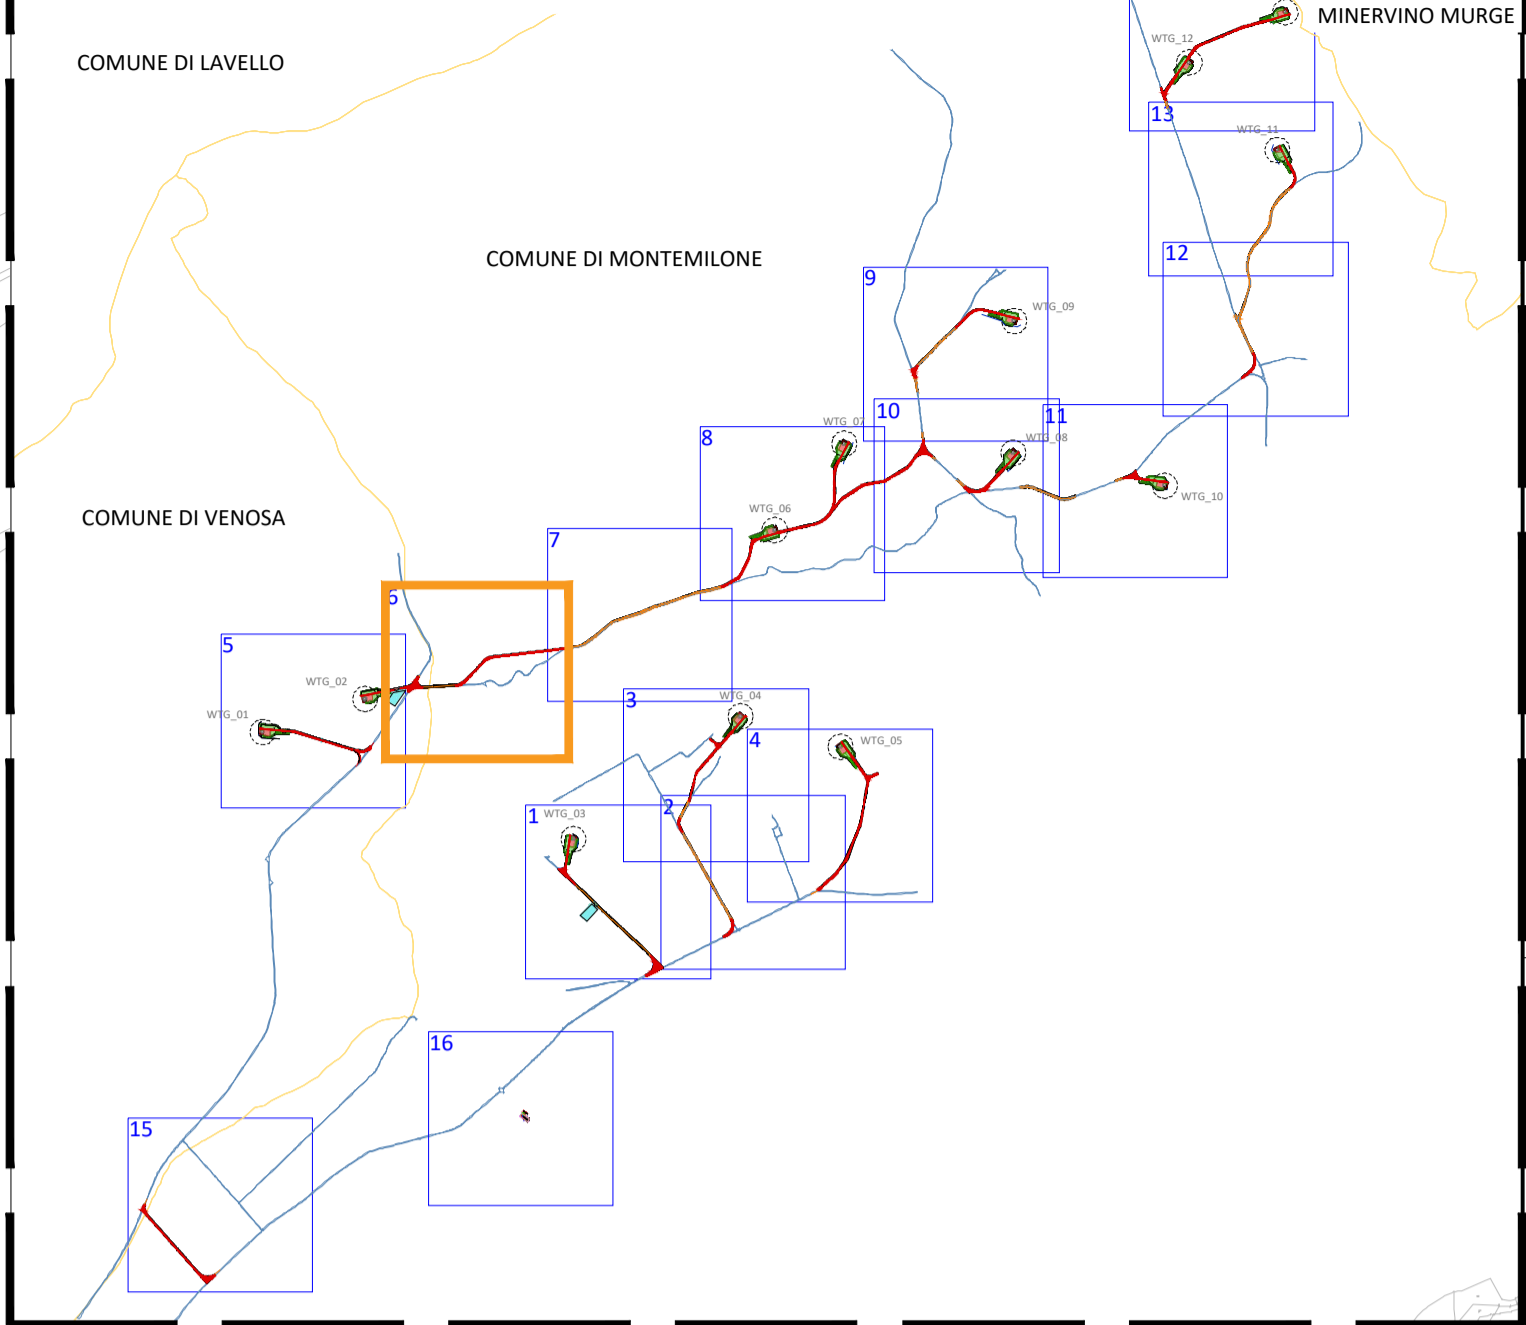 MINERVINO MURGE
WTG_12
COMUNE DI LAVELLO
13
WTG_11
12
COMUNE DI MONTEMILONE
9
WTG_09
10
11
WTG_07
8
WTG_08
WTG_10
WTG_06
COMUNE DI VENOSA
7
6
5
WTG_02
3
WTG_04
WTG_01
4
WTG_05
2
1
WTG_03
16
15